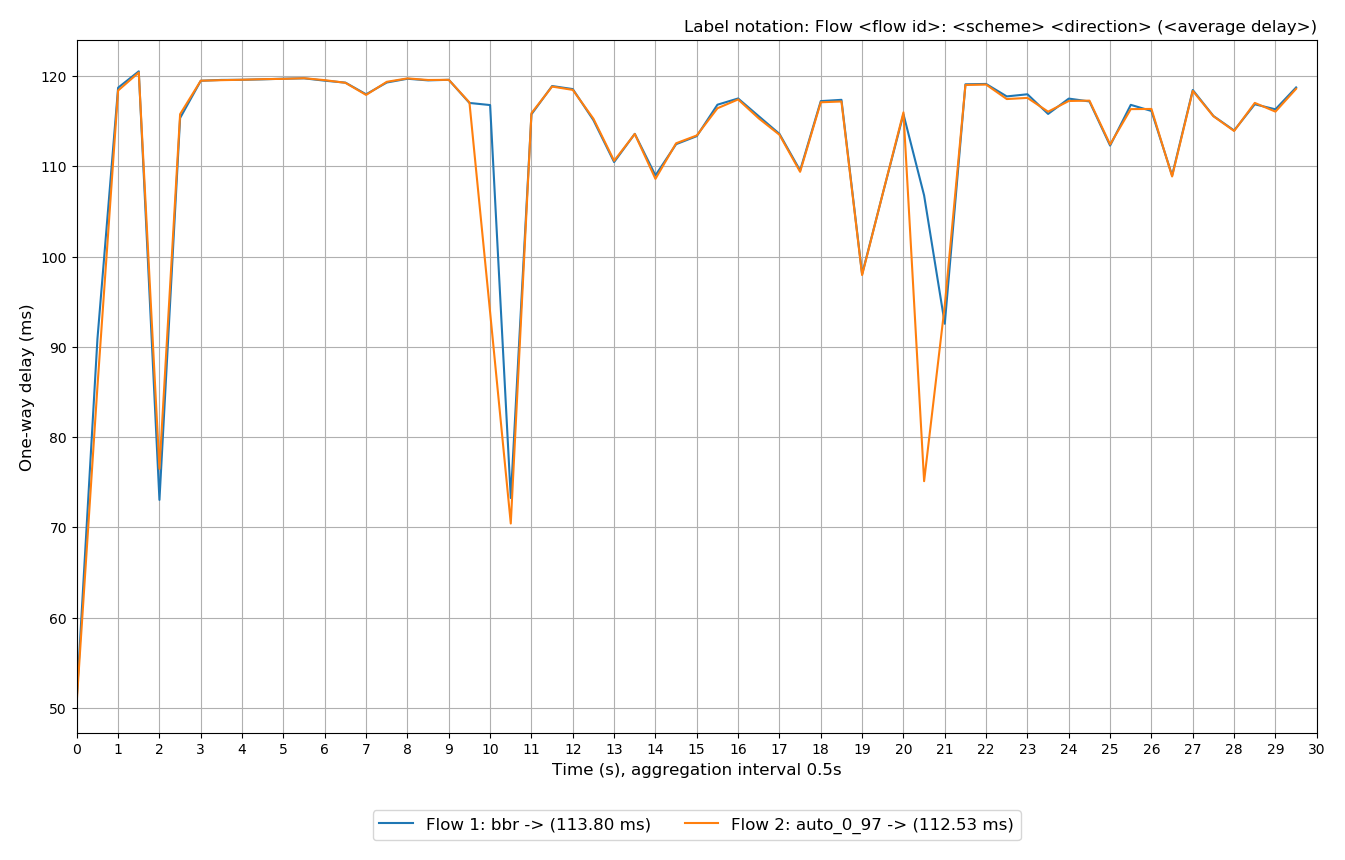 Label notation: Flow <flow id>: <scheme> <direction> (<average delay>)
120
110
100
90
80
70
60
50
One-way delay (ms)
0 1 2 3 4 5 6 7 8 9 10 11 12 13 14 15 16 17 18 19 20 21 22 23 24 25 26 27 28 29 30
Time (s), aggregation interval 0.5s
Flow 1: bbr -> (113.80 ms) Flow 2: auto_0_97 -> (112.53 ms)